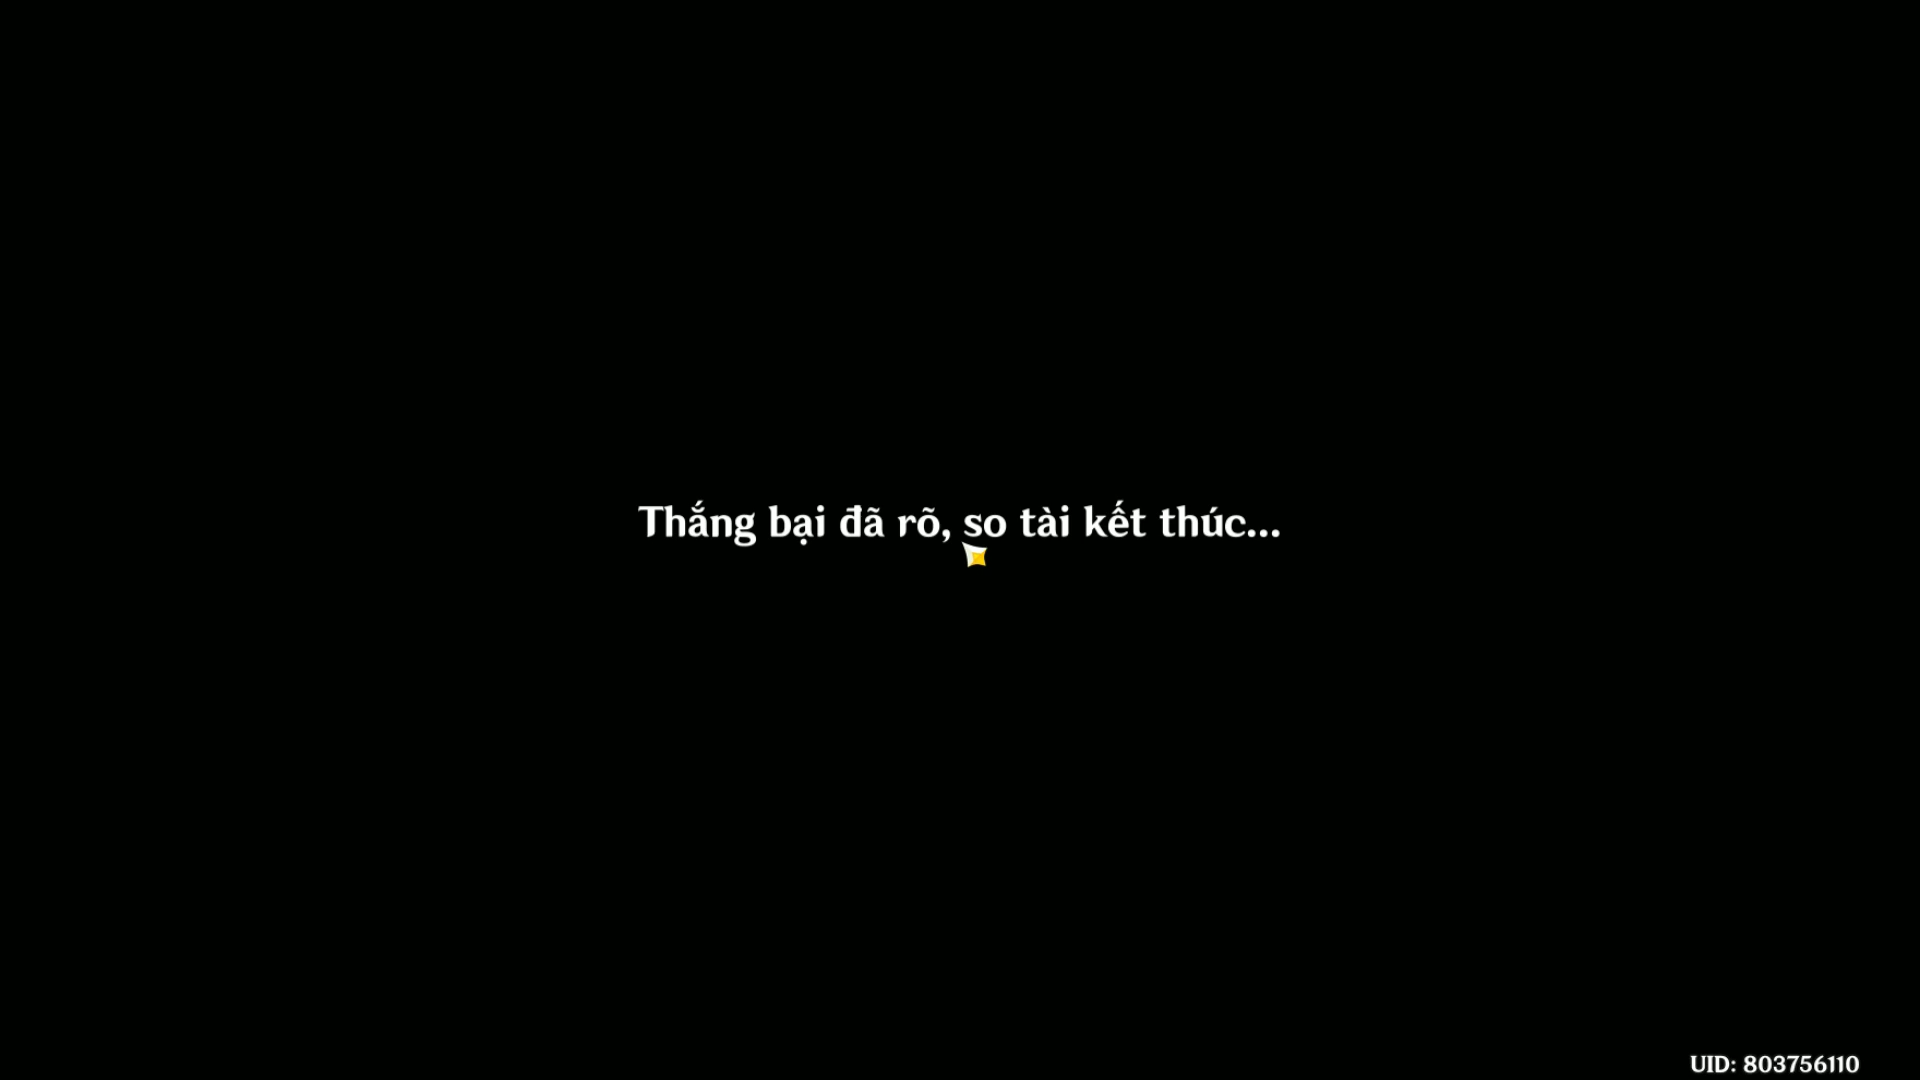 Thắng bại đã rõ, so tài kết thúc...
UID: 803756110